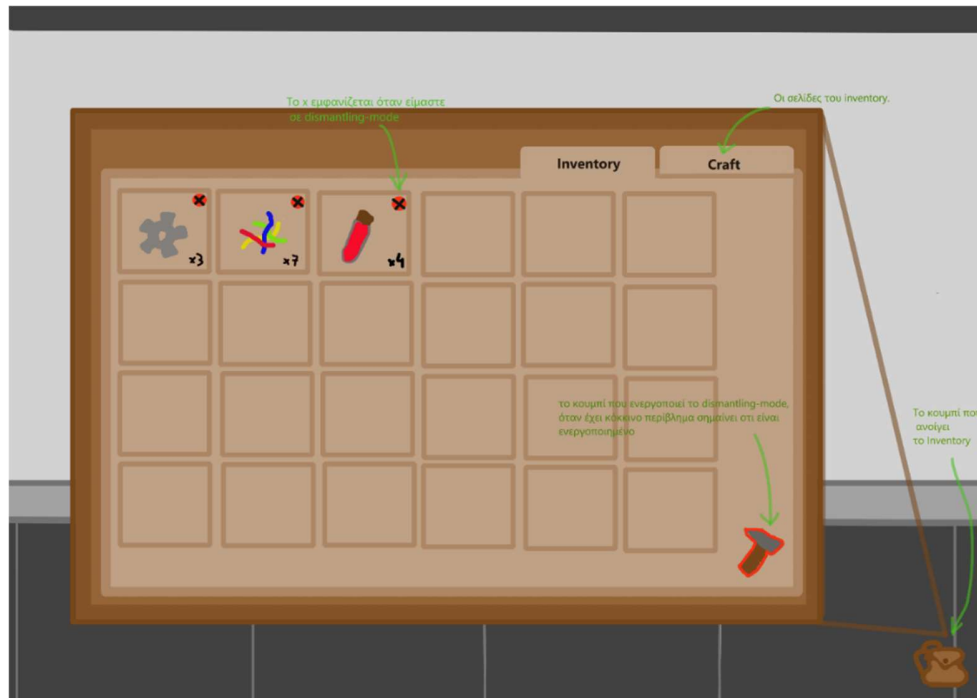 Το x εμφανίζεται όταν είμαστε
σε dismantling-mode
Οι σελίδες του inventory.
Inventory
Craft
x3
x7
x4
το κουμπί που ενεργοποιεί το dismantling-mode,
όταν έχει κόκκινο περίβλημα σημαίνει οτι είναι
ενεργοποιημένο
Το κουμπί που
ανοίγει
το Inventory